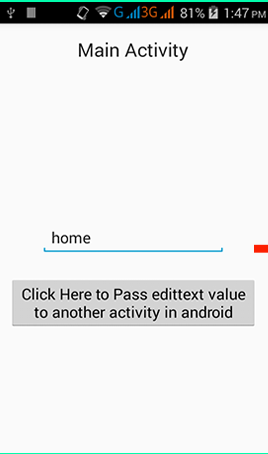 G 3G 81% 1:47 PM
Main Activity
home
Click Here to Pass edittext value
to another activity in android